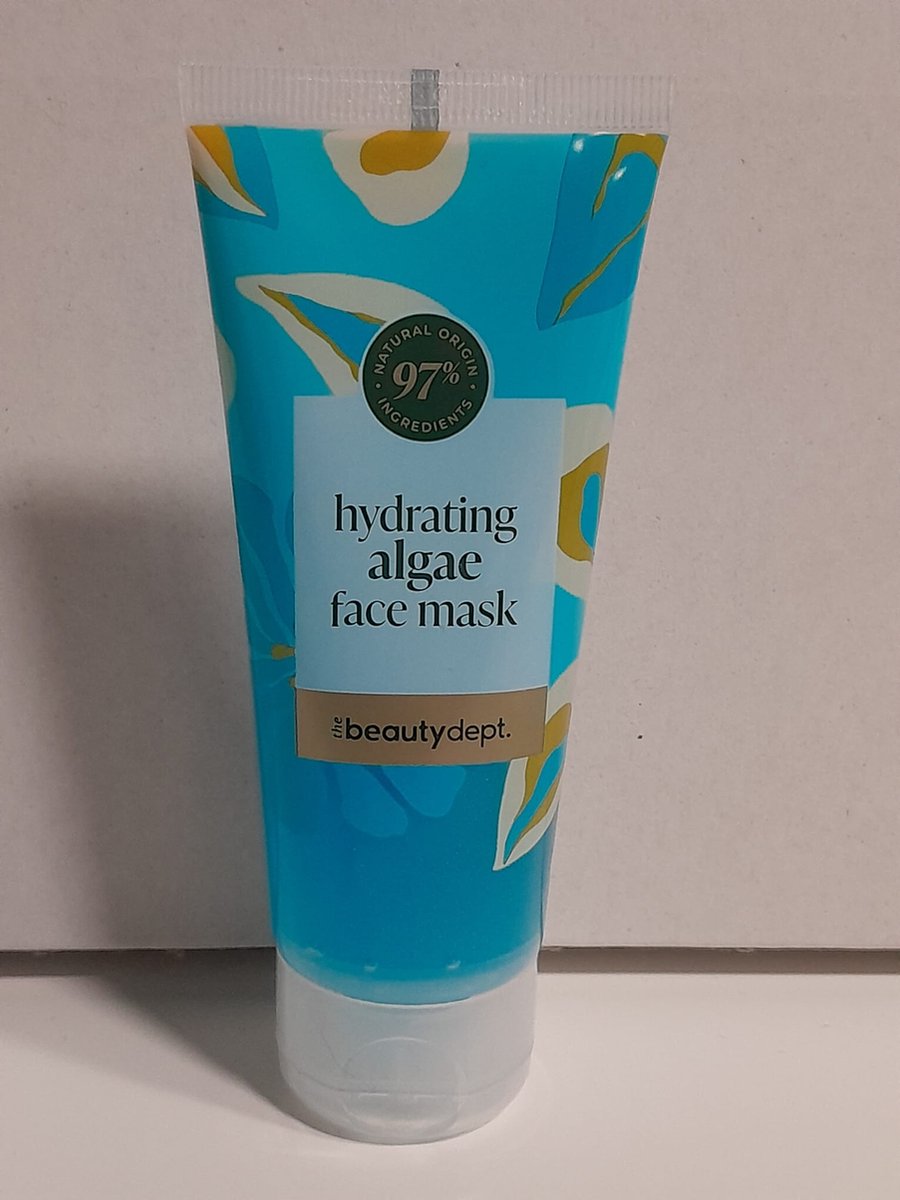 NATURAL ORIGIN
97%
INGREDIENTS
hydrating
algae
face mask
the beautydept.